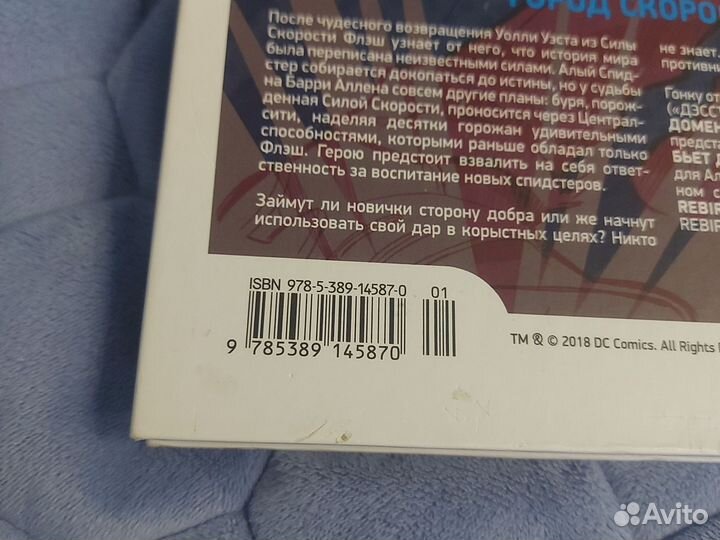 ГОРОД СКОРО
После чудесного возвращения Уолли Уэста из Силы
Скорости Флэш узнает от него, что история мира
была переписана неизвестными силами. Алый Спид-
стер собирается докопаться до истины, но у судьбы
на Барри Аллена совсем другие планы: буря, порож-
денная Силой Скорости, проносится через Централ-
сити, наделяя десятки горожан удивительными
способностями, которыми раньше обладал только
Флэш. Герою предстоит взвалить на себя ответ-
ственность за воспитание новых спидстеров.
Займут ли новички сторону добра или же начнут
использовать свой дар в корыстных целях? Никто
не знает.
противни
Гонку от
(«ДЭСС
ДОМЕН
предста
БЬЕТ
для Ал
ном с
REBI
REBIF
ISBN 978-5-389-14587-0
01
9 785389 145870
TM & © 2018 DC Comics. All Rights
Avito